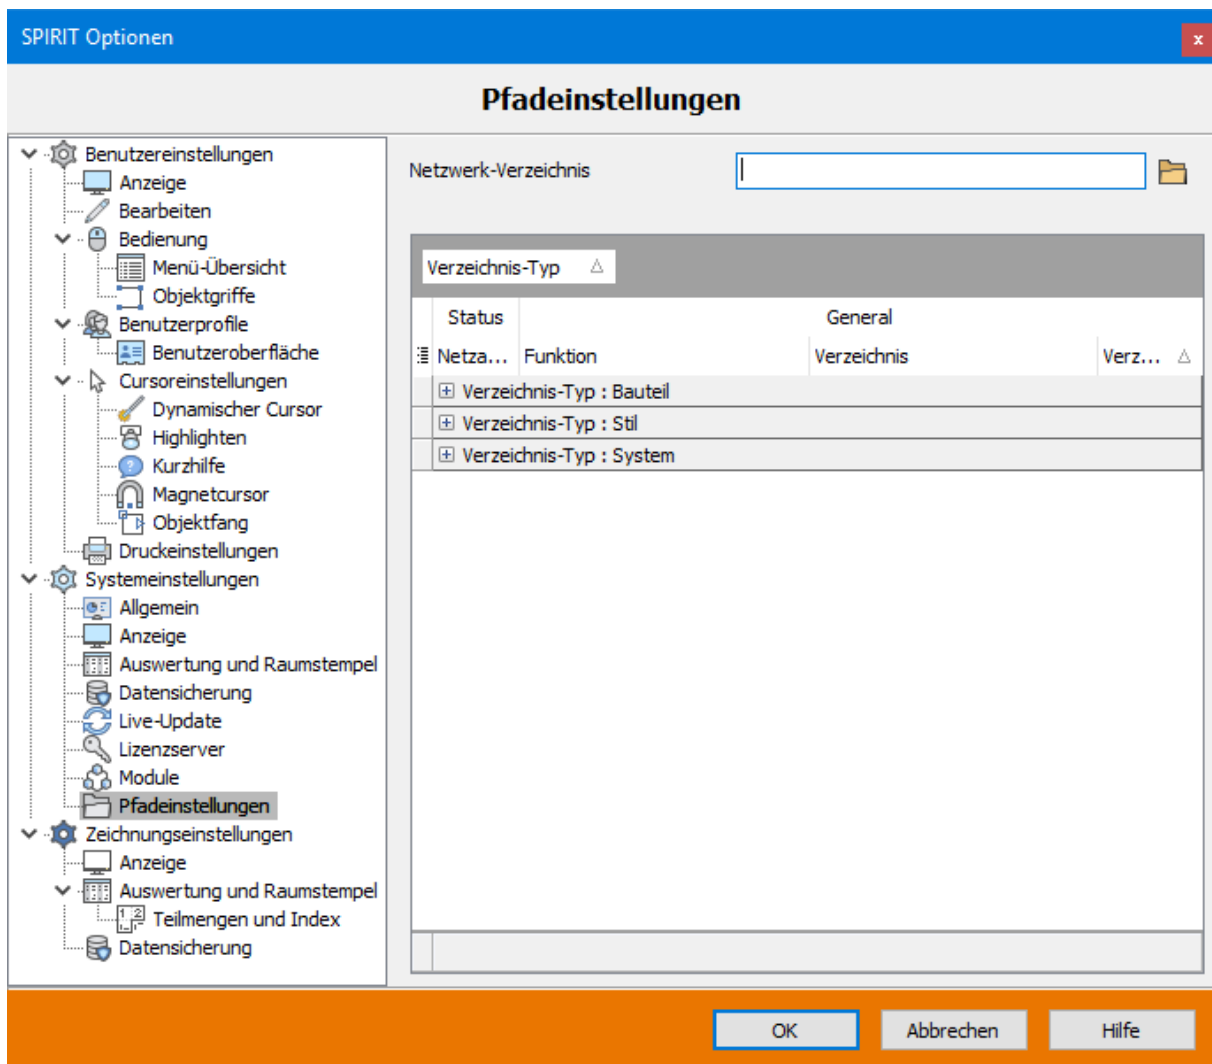 SPIRIT Optionen
x
Pfadeinstellungen
Benutzereinstellungen
Anzeige
Bearbeiten
Bedienung
Menü-Übersicht
Objektgriffe
Benutzerprofile
Benutzeroberfläche
Cursoreinstellungen
Dynamischer Cursor
Highlighten
Kurzhilfe
Magnetcursor
Objektfang
Druckeinstellungen
Systemeinstellungen
Allgemein
Anzeige
Auswertung und Raumstempel
Datensicherung
Live-Update
Lizenzserver
Module
Pfadeinstellungen
Zeichnungseinstellungen
Anzeige
Auswertung und Raumstempel
Teilmengen und Index
Datensicherung
Netzwerk-Verzeichnis
Verzeichnis-Typ
Status General
Netza... Funktion Verzeichnis Verz...
Verzeichnis-Typ : Bauteil
Verzeichnis-Typ : Stil
Verzeichnis-Typ : System
OK Abbrechen Hilfe